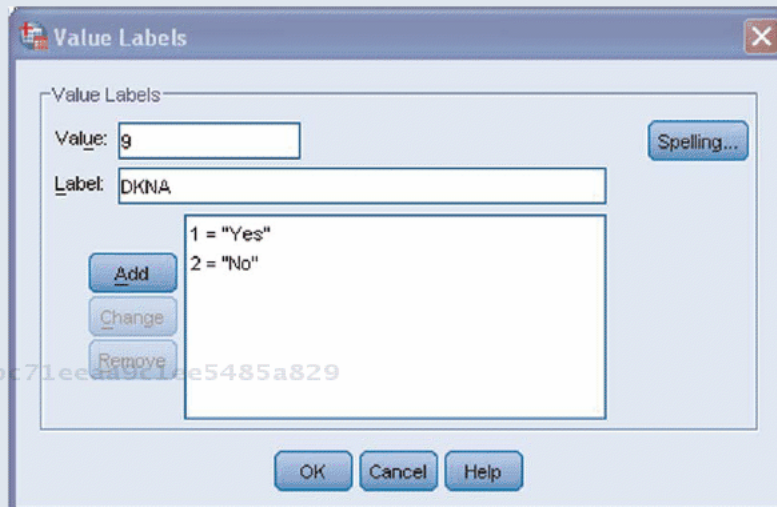 Value Labels
Value Labels
Value: 9
Spelling...
Label: DKNA
1 = "Yes"
2 = "No"
Add
Change
Remove
OK Cancel Help